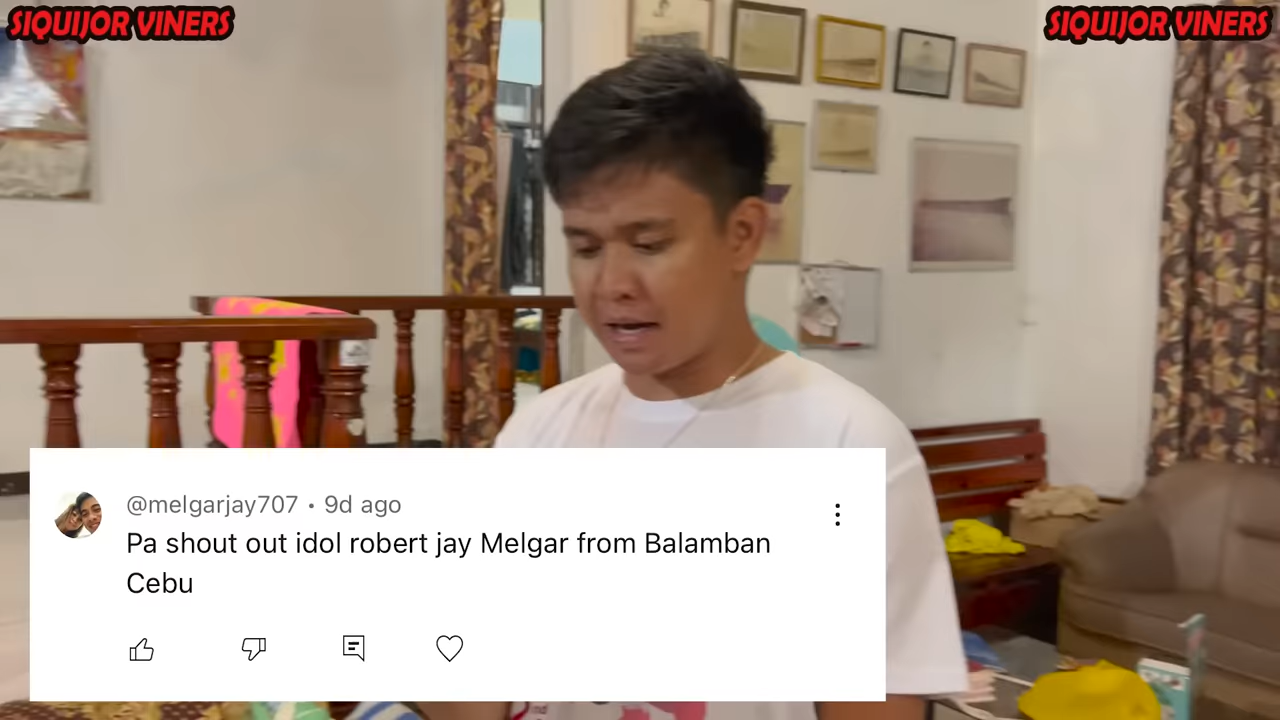 SIQUIJOR VINERS
SIQUIJOR VINERS
@melgarjay707 • 9d ago
Pa shout out idol robert jay Melgar from Balamban
Cebu